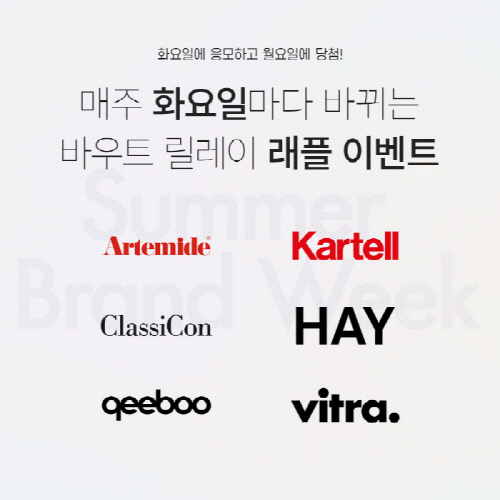 화요일에 응모하고 월요일에 당첨!
매주 화요일마다 바뀌는
바우트 릴레이 래플 이벤트
Summer
Brand Week
Artemide®
Kartell
ClassiCon
HAY
qeeboo
vitra.